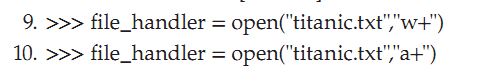 9. >>> file_handler = open("titanic.txt","w+")
10. >>> file_handler = open("titanic.txt","a+")